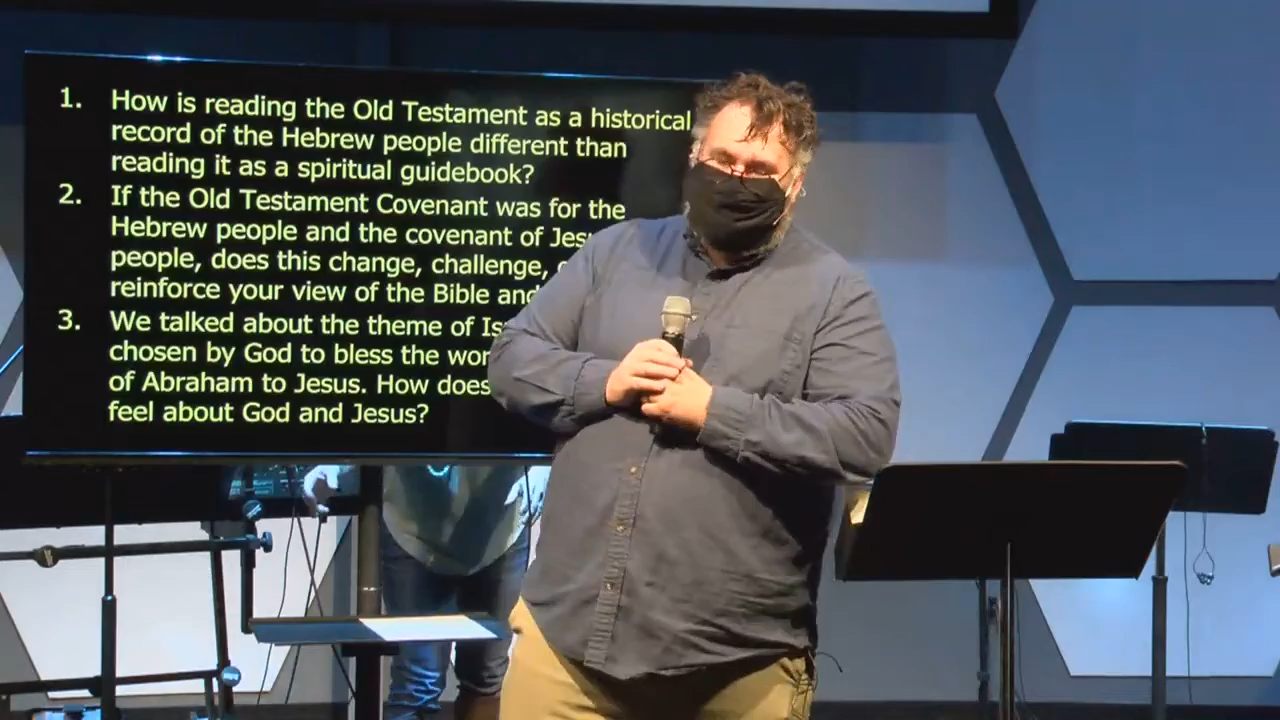 1. How is reading the Old Testament as a historical
record of the Hebrew people different than
reading it as a spiritual guidebook?
2. If the Old Testament Covenant was for the
Hebrew people and the covenant of
people, does this change, challenge,
reinforce your view of the Bible and
3. We talked about the theme of
chosen by God to bless the
of Abraham to Jesus. How does
feel about God and Jesus?